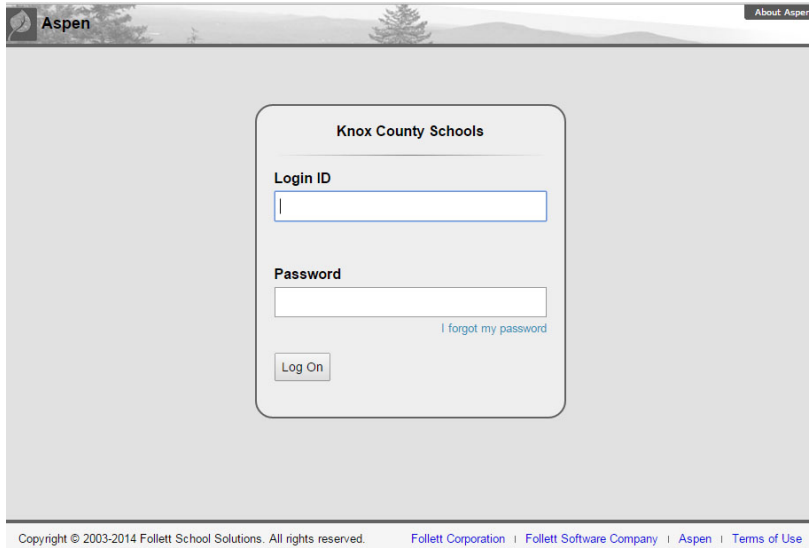 Aspen
About Aspen
Knox County Schools
Login ID
Password
I forgot my password
Log On
Copyright © 2003-2014 Follett School Solutions. All rights reserved. Follett Corporation | Follett Software Company | Aspen | Terms of Use